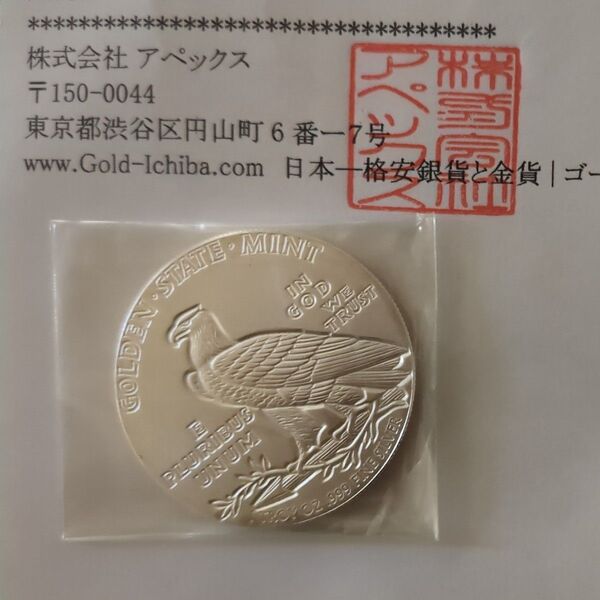 ***********************************
株式会社 アペックス
〒150-0044
東京都渋谷区円山町6番ー7号
www.Gold-Ichiba.com 日本一格安銀貨と金貨 | ゴー
株式会社
アペックス
GOLDEN · STATE · MINT
IN
GOD WE
TRUST
E
PLURIBUS
UNUM
TROY OZ .999 FINE SILVER